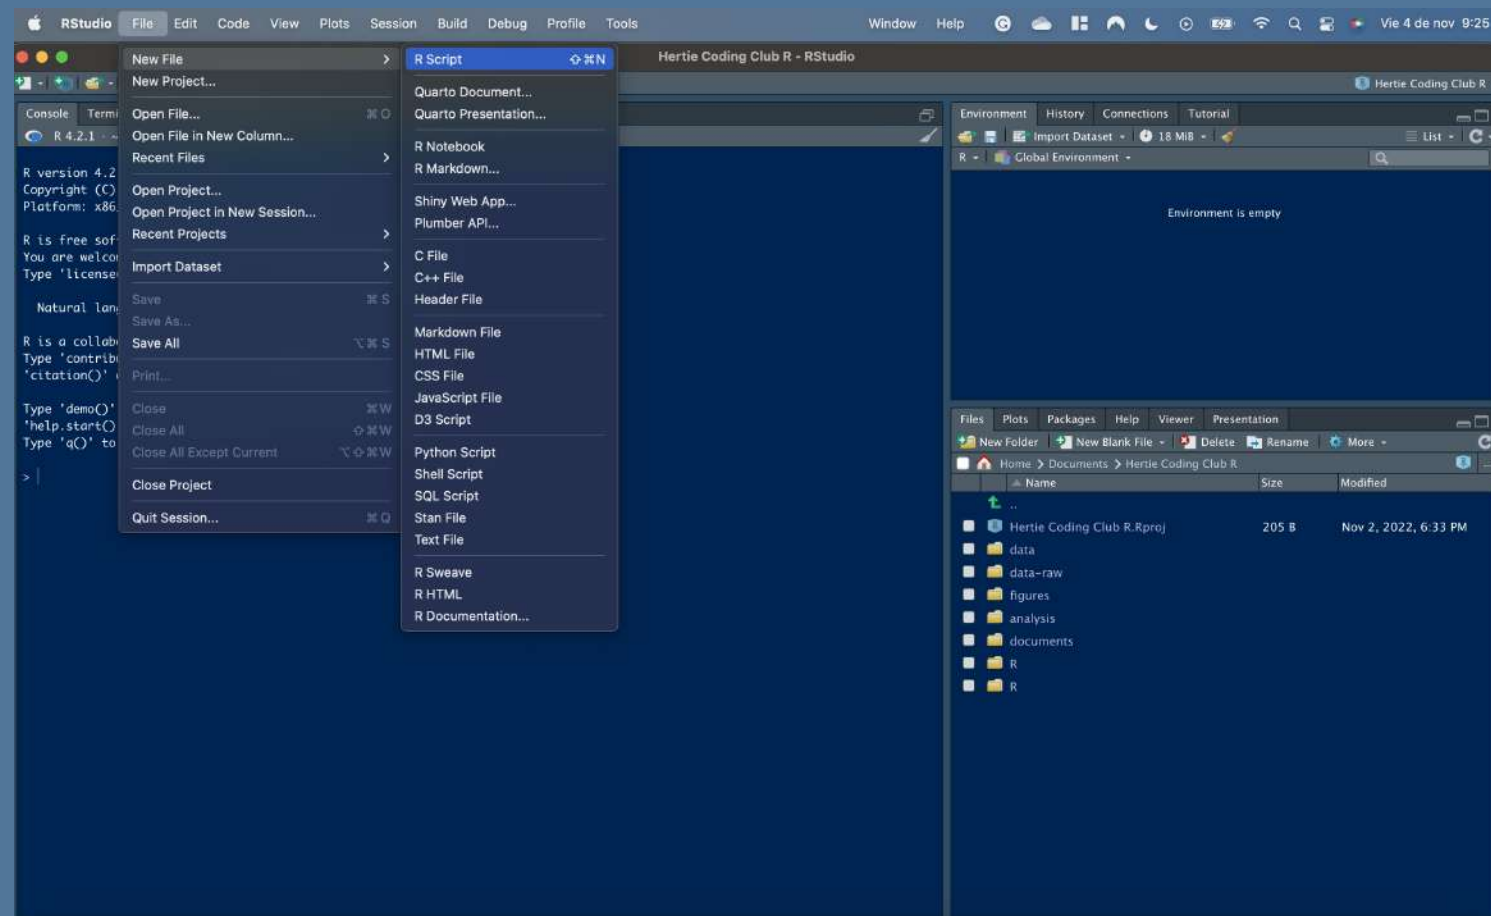 RStudio File Edit Code View Plots Session Build Debug Profile Tools Window Help Vie 4 de nov 9:25
Hertie Coding Club R - RStudio
Hertie Coding Club R
New File
New Project...
Open File... ⌘O
Open File in New Column...
Recent Files
Open Project...
Open Project in New Session...
Recent Projects
Import Dataset
Save ⌘S
Save As...
Save All ⌥⌘S
Print...
Close ⌘W
Close All ⇧⌘W
Close All Except Current ⌥⇧⌘W
Close Project
Quit Session... ⌘Q
R Script ⇧⌘N
Quarto Document...
Quarto Presentation...
R Notebook
R Markdown...
Shiny Web App...
Plumber API...
C File
C++ File
Header File
Markdown File
HTML File
CSS File
JavaScript File
D3 Script
Python Script
Shell Script
SQL Script
Stan File
Text File
R Sweave
R HTML
R Documentation...
Console Termi
R 4.2.1 · ~
R version 4.2
Copyright (C)
Platform: x86_
R is free sof
You are welco
Type 'license
Natural lan
R is a collab
Type 'contrib
'citation()'
Type 'demo()'
'help.start()
Type 'q()' to
>
Environment History Connections Tutorial
Import Dataset 18 MiB List
R Global Environment
Environment is empty
Files Plots Packages Help Viewer Presentation
New Folder New Blank File Delete Rename More
Home Documents Hertie Coding Club R
Name Size Modified
..
Hertie Coding Club R.Rproj 205 B Nov 2, 2022, 6:33 PM
data
data-raw
figures
analysis
documents
R
R